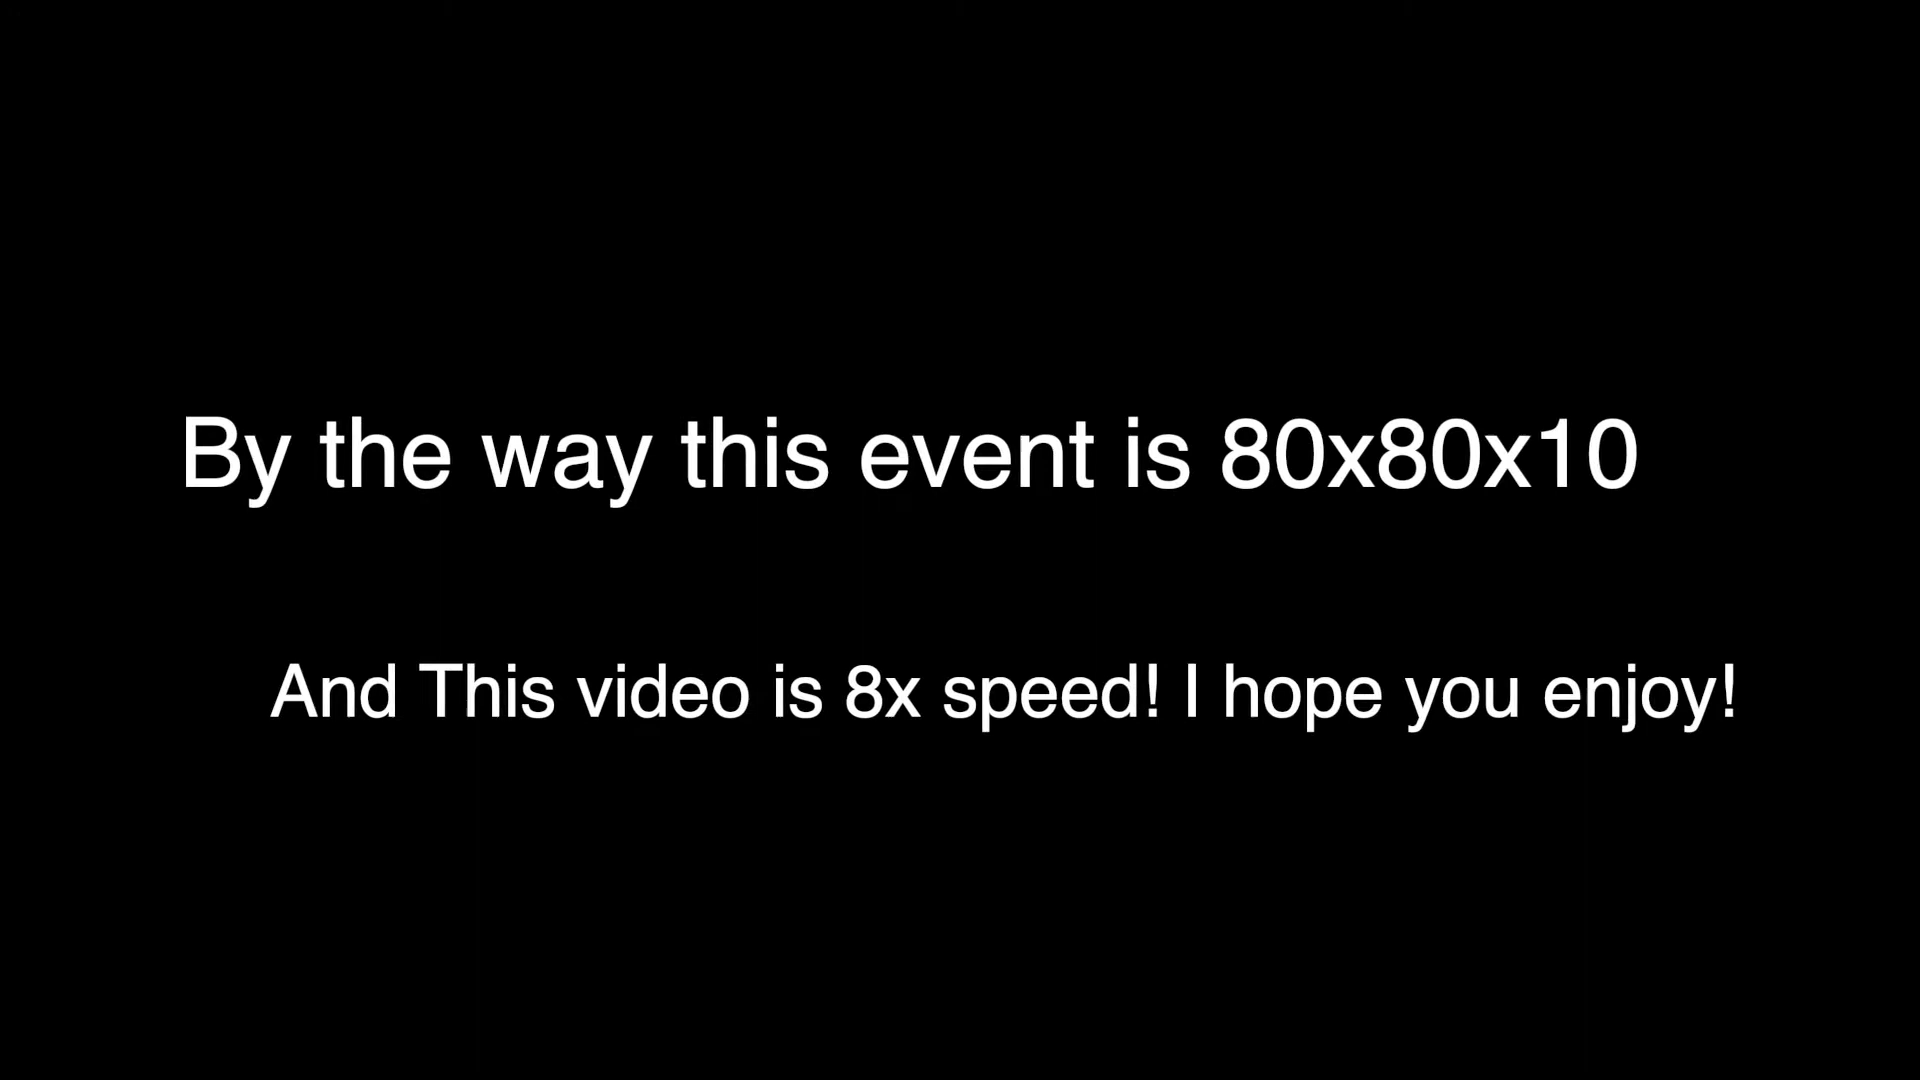 By the way this event is 80x80x10
And This video is 8x speed! I hope you enjoy!